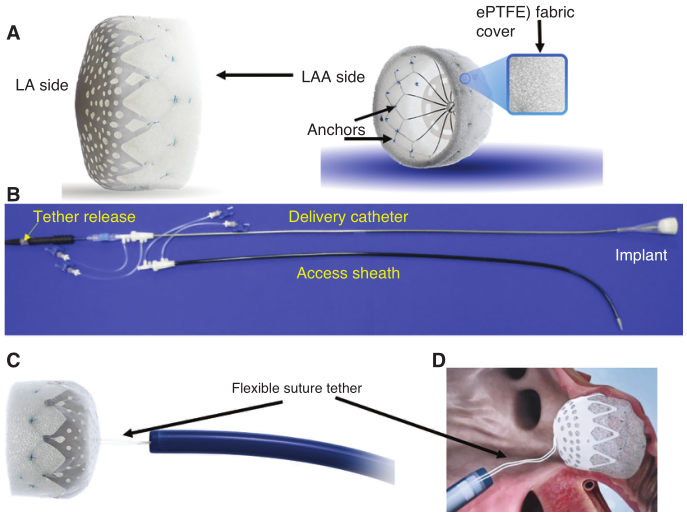 A
ePTFE) fabric
cover
LA side
LAA side
Anchors
B
Tether release
Delivery catheter
Implant
Access sheath
C
Flexible suture tether
D